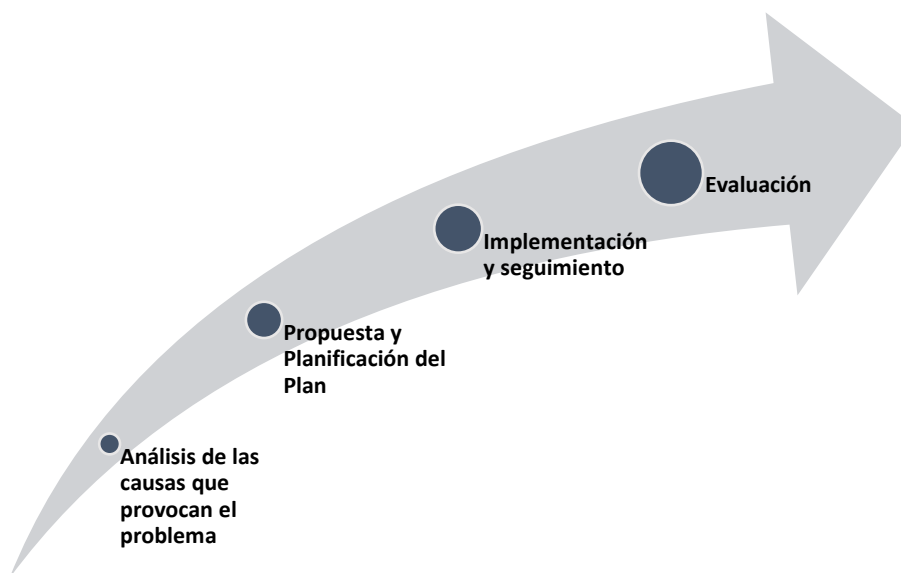 Evaluación
Implementación
y seguimiento
Propuesta y
Planificación del
Plan
Análisis de las
causas que
provocan el
problema